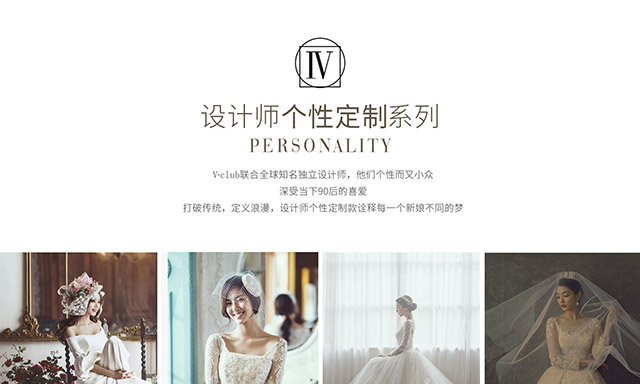 IV
设计师个性定制系列
PERSONALITY
V·club联合全球知名独立设计师，他们个性而又小众
深受当下90后的喜爱
打破传统，定义浪漫，设计师个性定制款诠释每一个新娘不同的梦